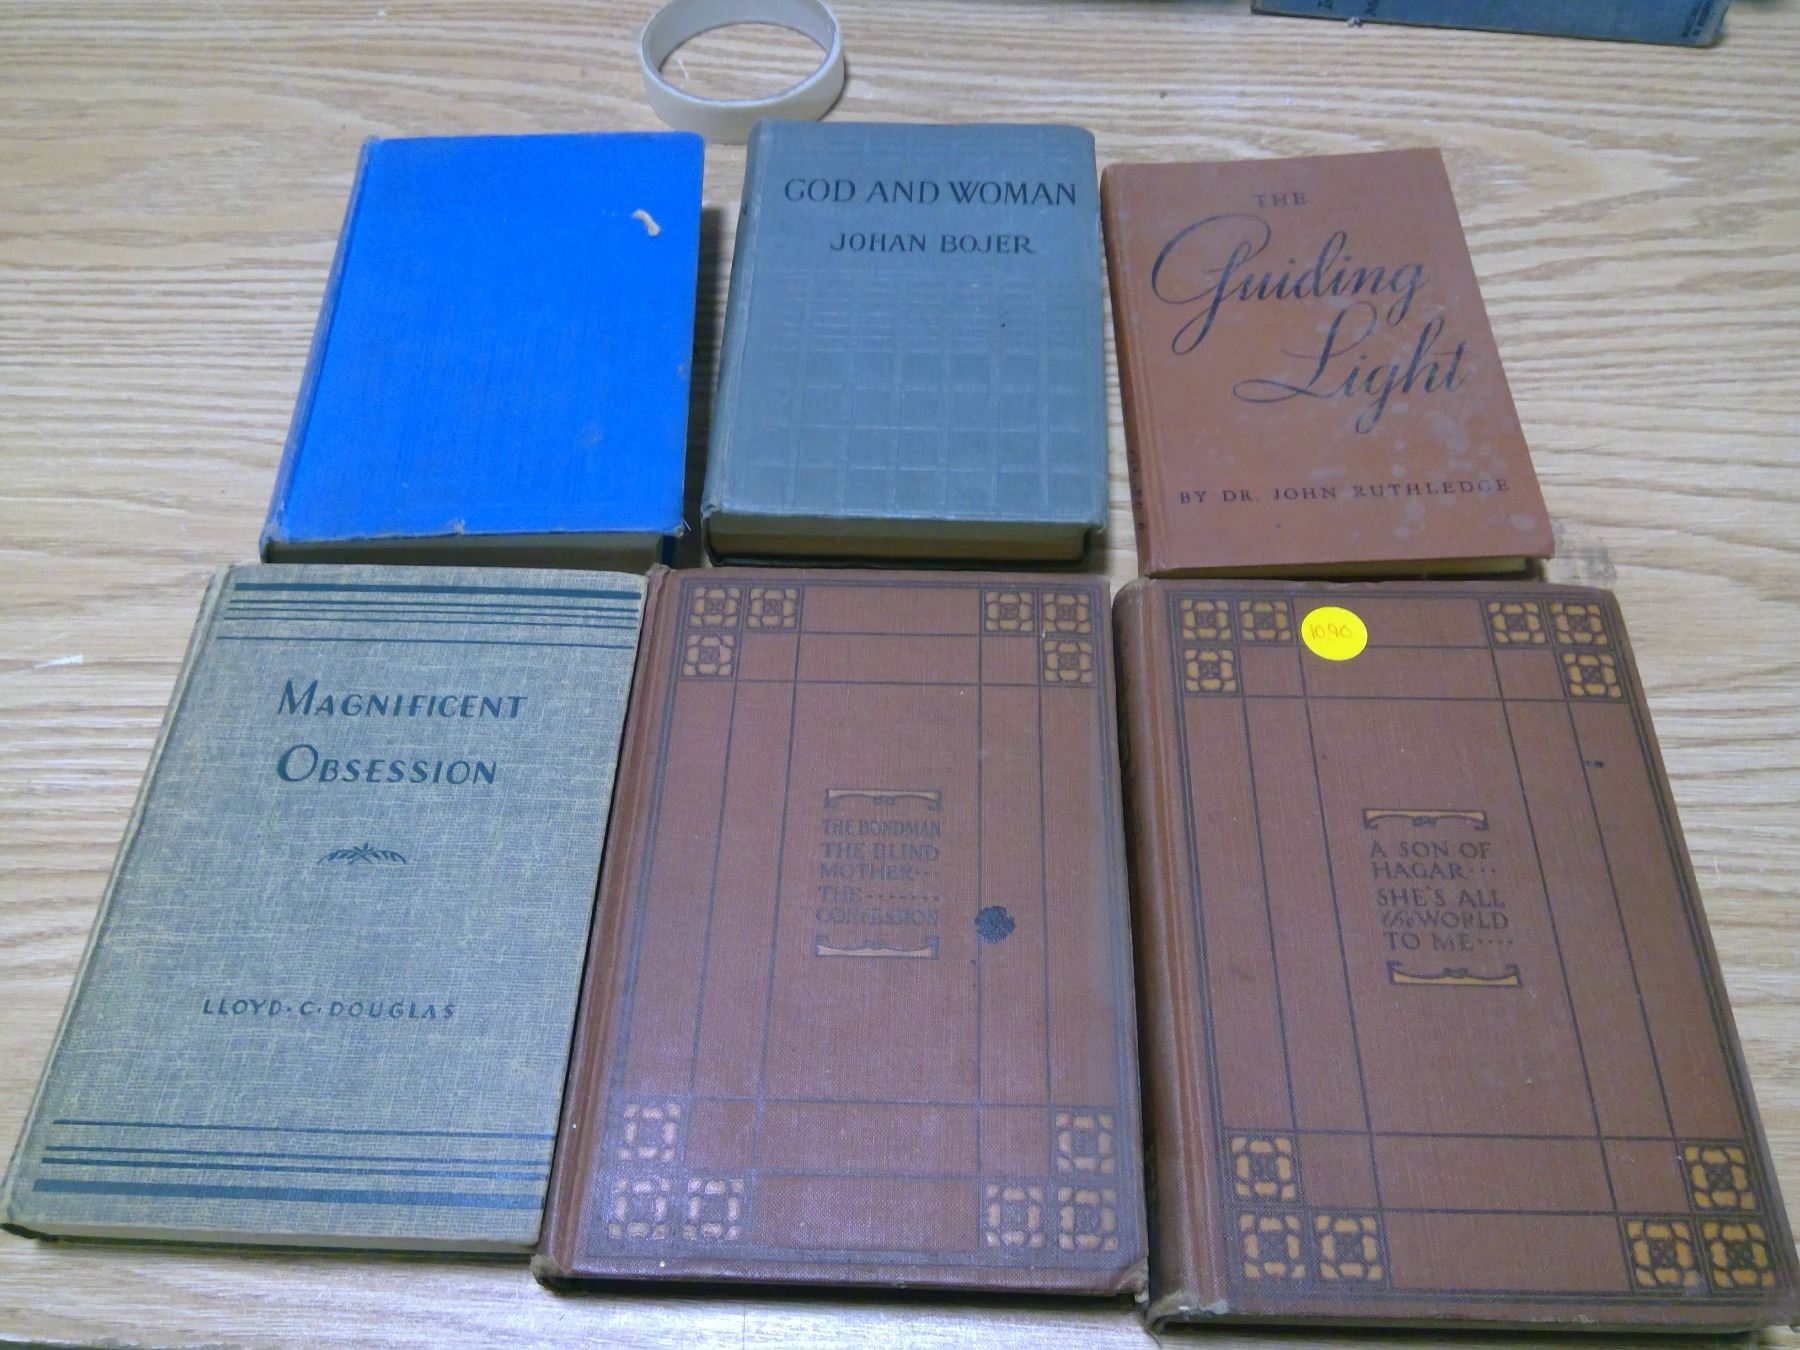 GOD AND WOMAN
JOHAN BOJER
THE
Guiding
Light
BY DR. JOHN RUTHLEDGE
MAGNIFICENT
OBSESSION
LLOYD·C·DOUGLAS
THE BONDMAN
THE BLIND
MOTHER···
THE·······
CONFESSION
1090
A SON OF
HAGAR···
SHE'S ALL
the WORLD
TO ME····